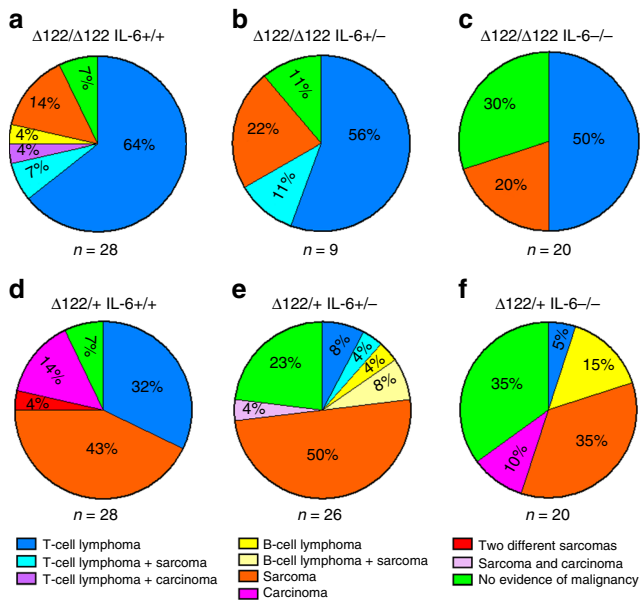 a
Δ122/Δ122 IL-6+/+
7%
14%
4%
4%
7%
64%
n = 28
b
Δ122/Δ122 IL-6+/–
11%
22%
11%
56%
n = 9
c
Δ122/Δ122 IL-6–/–
30%
50%
20%
n = 20
d
Δ122/+ IL-6+/+
7%
14%
4%
32%
43%
n = 28
e
Δ122/+ IL-6+/–
8%
4%
4%
8%
23%
4%
50%
n = 26
f
Δ122/+ IL-6–/–
5%
15%
35%
35%
10%
n = 20
T-cell lymphoma
T-cell lymphoma + sarcoma
T-cell lymphoma + carcinoma
B-cell lymphoma
B-cell lymphoma + sarcoma
Sarcoma
Carcinoma
Two different sarcomas
Sarcoma and carcinoma
No evidence of malignancy